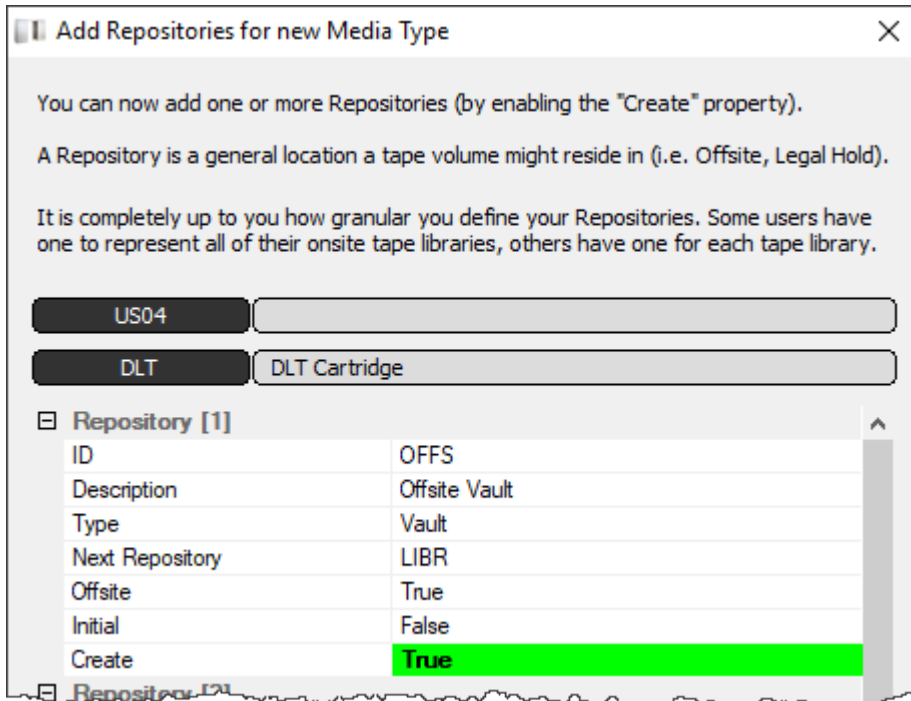 Add Repositories for new Media Type
You can now add one or more Repositories (by enabling the "Create" property).
A Repository is a general location a tape volume might reside in (i.e. Offsite, Legal Hold).
It is completely up to you how granular you define your Repositories. Some users have
one to represent all of their onsite tape libraries, others have one for each tape library.
US04
DLT DLT Cartridge
Repository [1]
ID OFFS
Description Offsite Vault
Type Vault
Next Repository LIBR
Offsite True
Initial False
Create True
Repository [2]